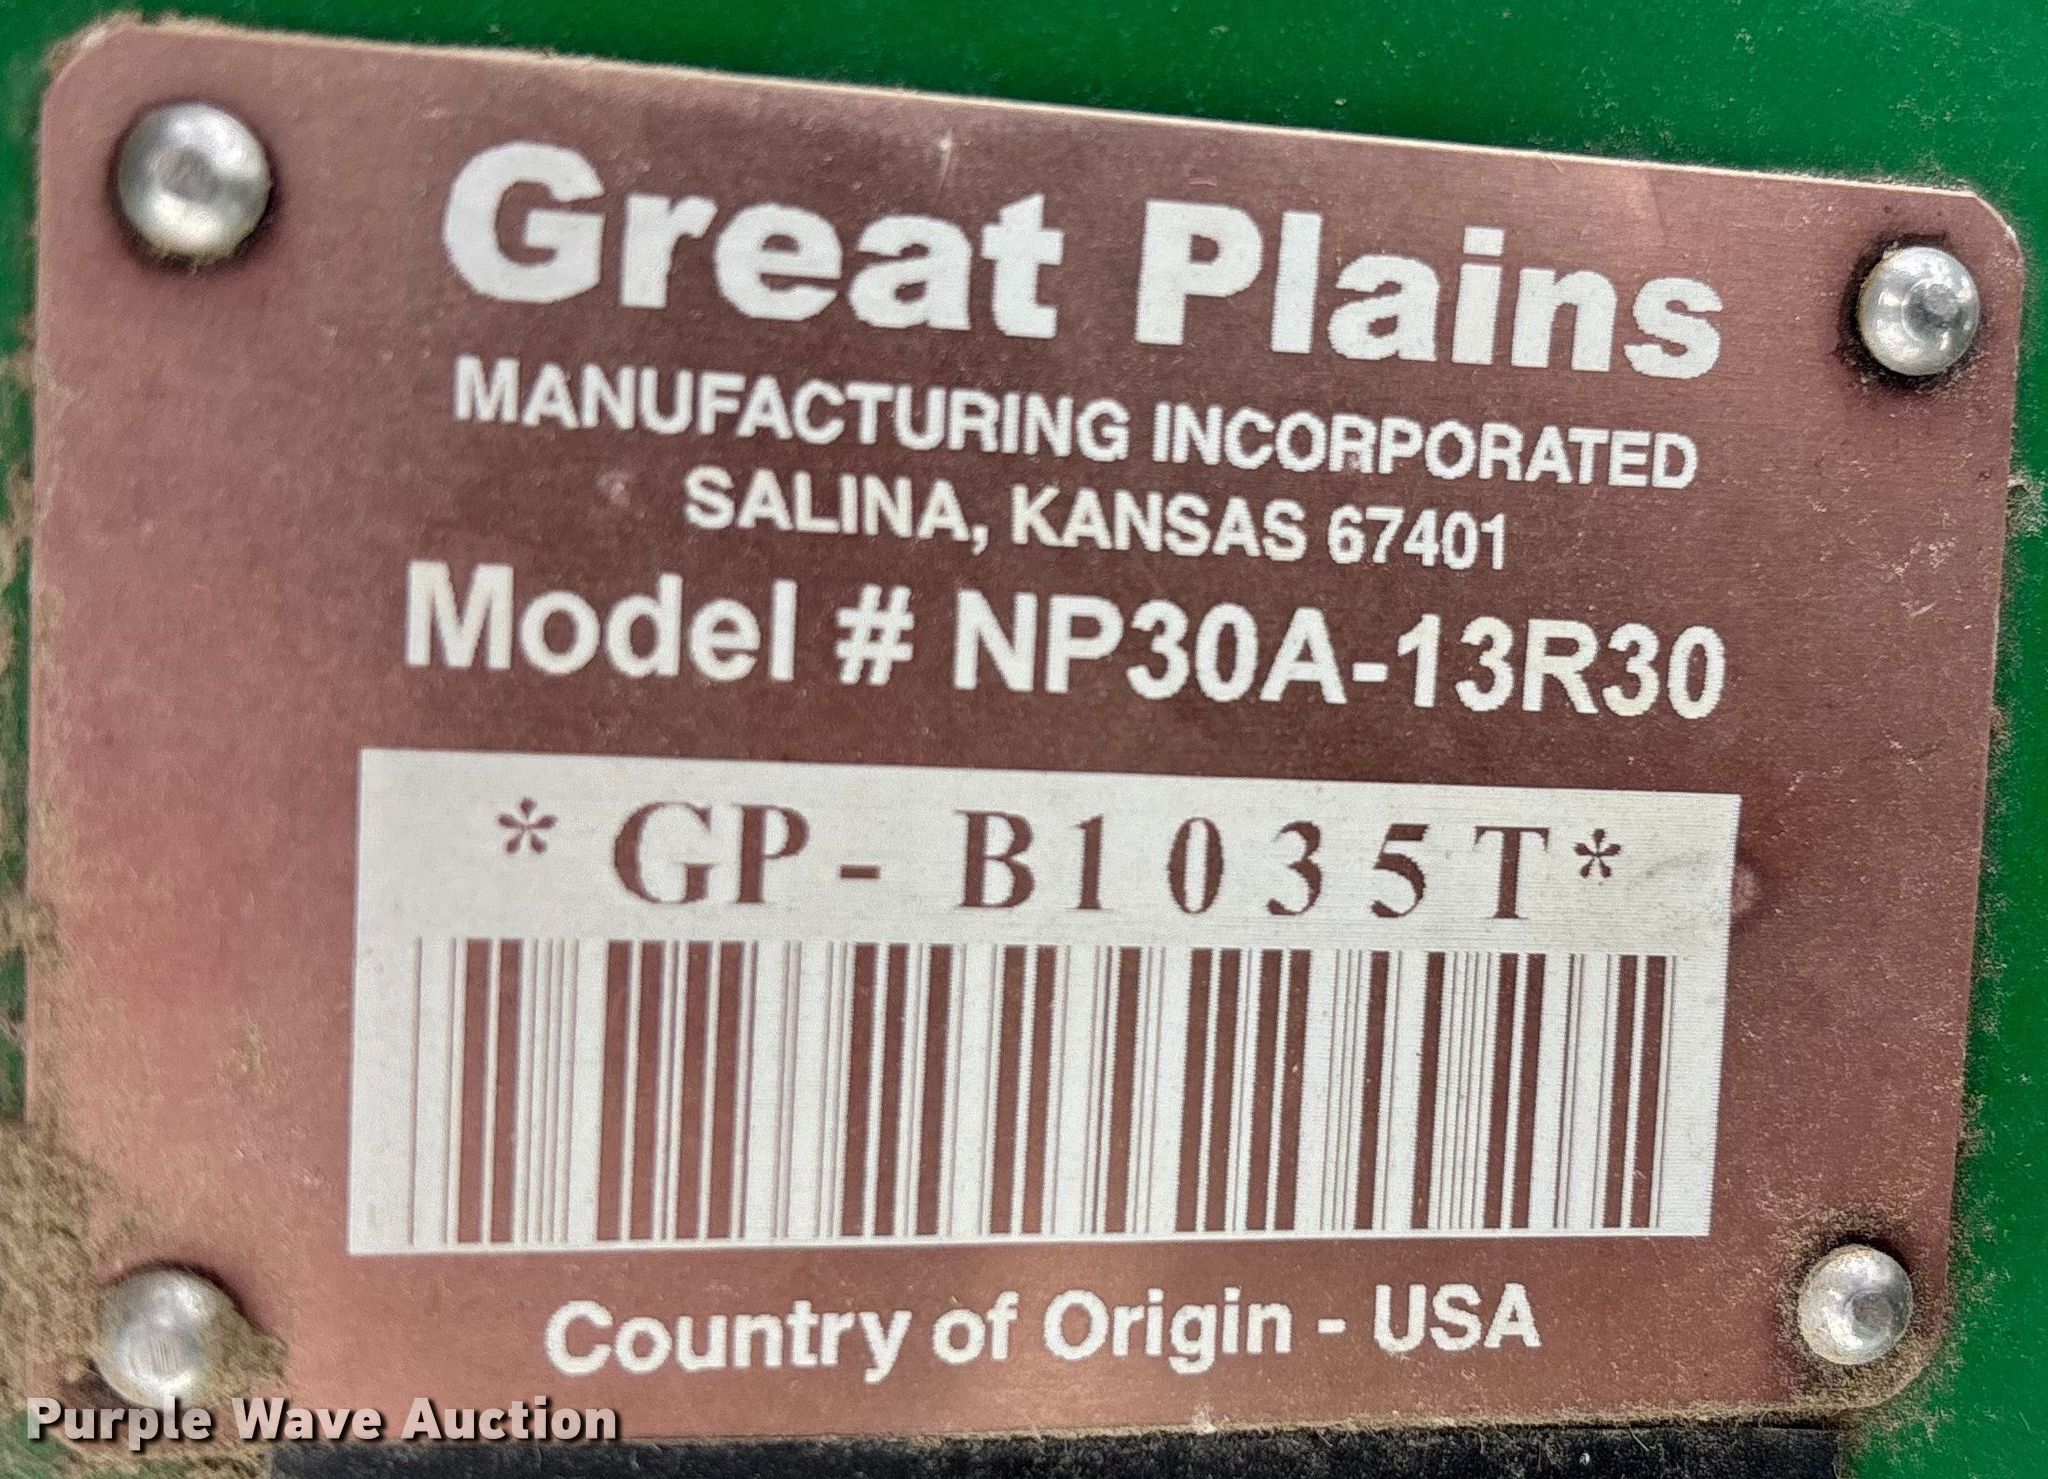 Great Plains
MANUFACTURING INCORPORATED
SALINA, KANSAS 67401
Model # NP30A-13R30
*GP-B1035T*
Country of Origin - USA
Purple Wave Auction